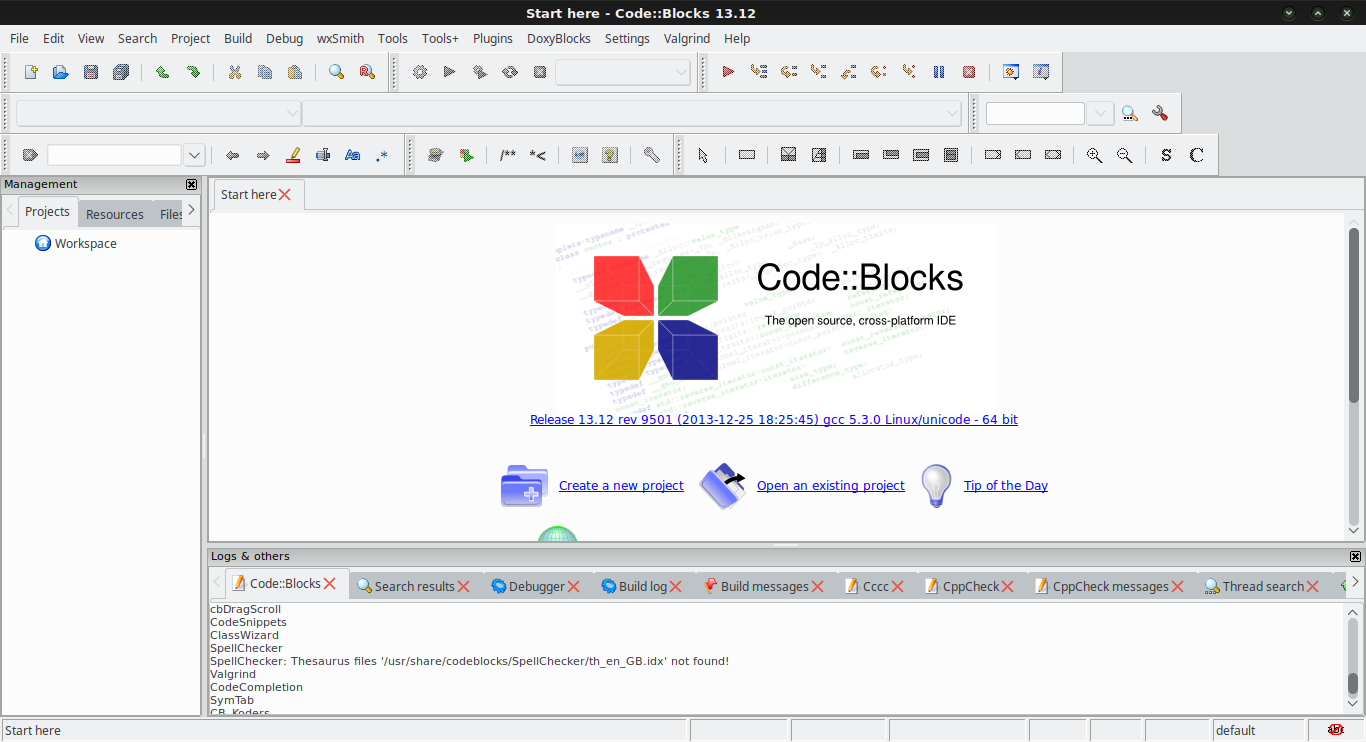 Start here - Code::Blocks 13.12
File Edit View Search Project Build Debug wxSmith Tools Tools+ Plugins DoxyBlocks Settings Valgrind Help
/** *<
Aa .*
S C
Management
Projects Resources Files
Workspace
Start here
Code::Blocks
The open source, cross-platform IDE
Release 13.12 rev 9501 (2013-12-25 18:25:45) gcc 5.3.0 Linux/unicode - 64 bit
Create a new project Open an existing project Tip of the Day
Logs & others
Code::Blocks Search results Debugger Build log Build messages Cccc CppCheck CppCheck messages Thread search
cbDragScroll
CodeSnippets
ClassWizard
SpellChecker
SpellChecker: Thesaurus files '/usr/share/codeblocks/SpellChecker/th_en_GB.idx' not found!
Valgrind
CodeCompletion
SymTab
CB_Koders
Start here default